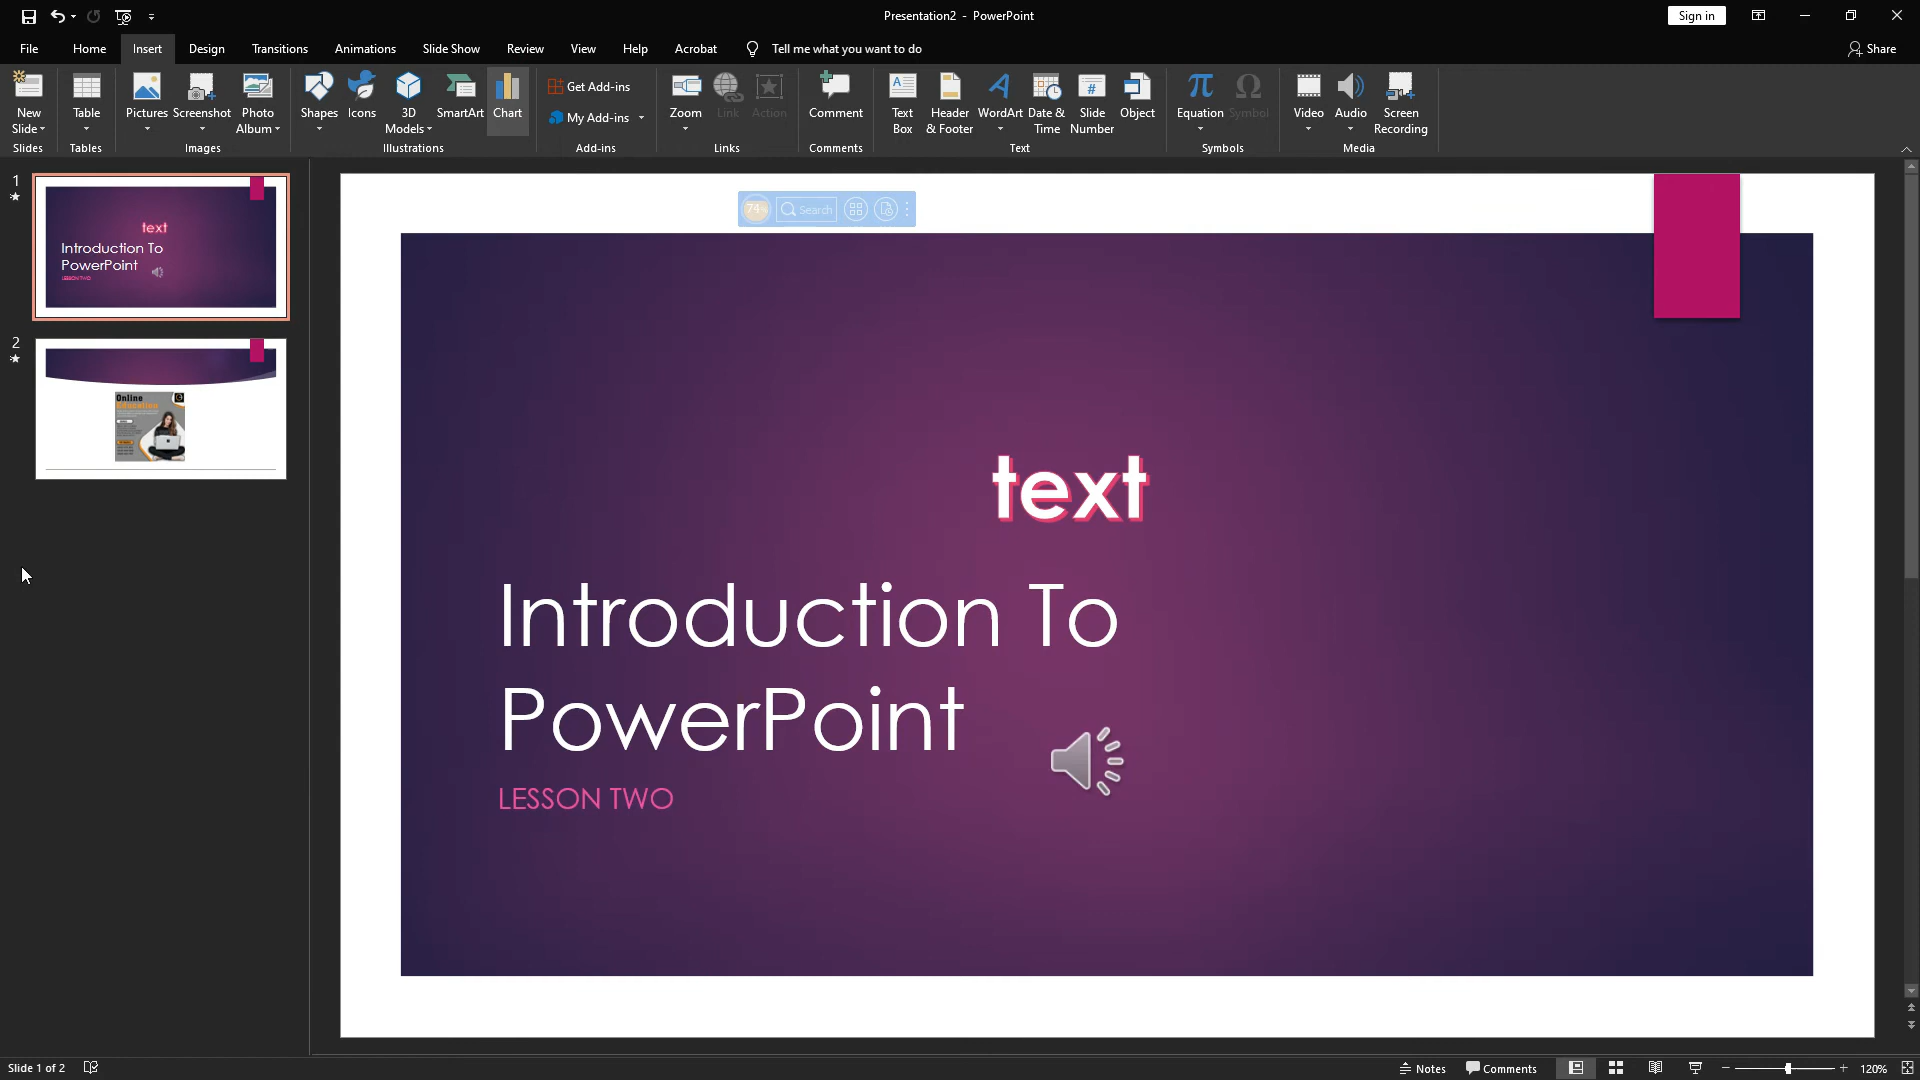 Presentation2 - PowerPoint
Sign in
File Home Insert Design Transitions Animations Slide Show Review View Help Acrobat Tell me what you want to do Share
New Slide
Table
Pictures
Screenshot
Photo Album
Shapes
Icons
3D Models
SmartArt
Chart
Get Add-ins
My Add-ins
Zoom
Link
Action
Comment
Text Box
Header & Footer
WordArt
Date & Time
Slide Number
Object
Equation
Symbol
Video
Audio
Screen Recording
Slides Tables Images Illustrations Add-ins Links Comments Text Symbols Media
1
text
Introduction To
PowerPoint
LESSON TWO
2
Online
Education
74%
Search
text
Introduction To
PowerPoint
LESSON TWO
Slide 1 of 2
Notes
Comments
120%